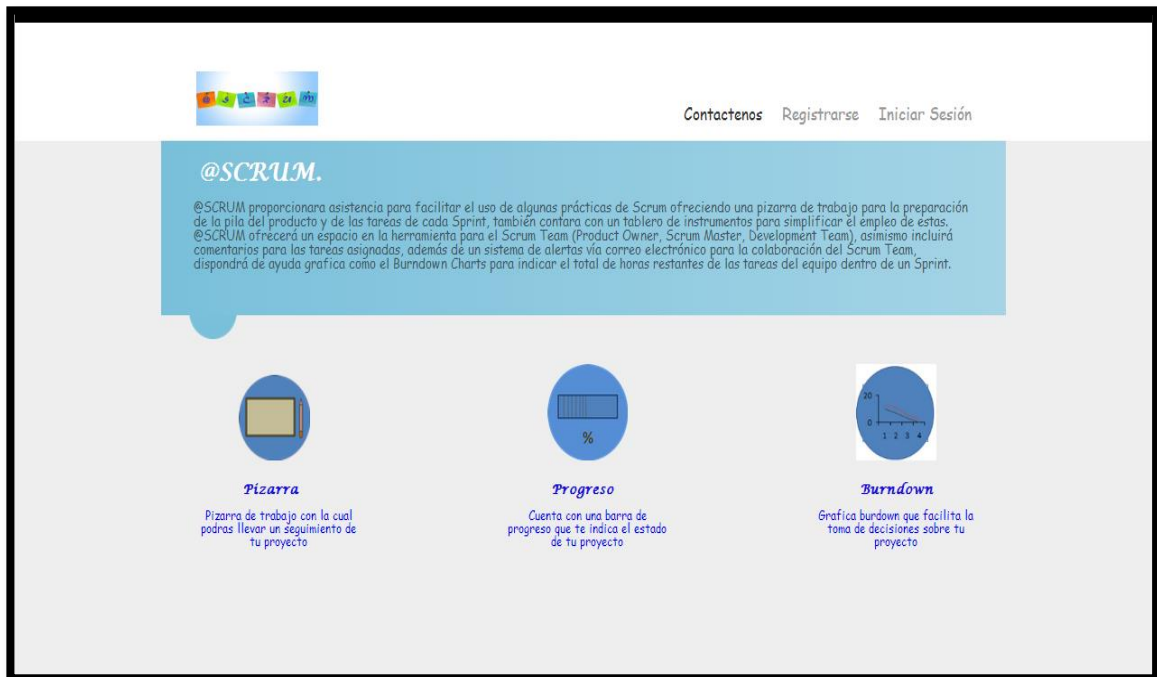 @ S C R U M
Contactenos Registrarse Iniciar Sesión
@SCRUM.
@SCRUM proporcionara asistencia para facilitar el uso de algunas prácticas de Scrum ofreciendo una pizarra de trabajo para la preparación
de la pila del producto y de las tareas de cada Sprint, también contara con un tablero de instrumentos para simplificar el empleo de estas.
@SCRUM ofrecerá un espacio en la herramienta para el Scrum Team (Product Owner, Scrum Master, Development Team), asimismo incluirá
comentarios para las tareas asignadas, además de un sistema de alertas vía correo electrónico para la colaboración del Scrum Team,
dispondrá de ayuda grafica como el Burndown Charts para indicar el total de horas restantes de las tareas del equipo dentro de un Sprint.
%
20
0
1 2 3 4
Pizarra
Pizarra de trabajo con la cual
podras llevar un seguimiento de
tu proyecto
Progreso
Cuenta con una barra de
progreso que te indica el estado
de tu proyecto
Burndown
Grafica burdown que facilita la
toma de decisiones sobre tu
proyecto